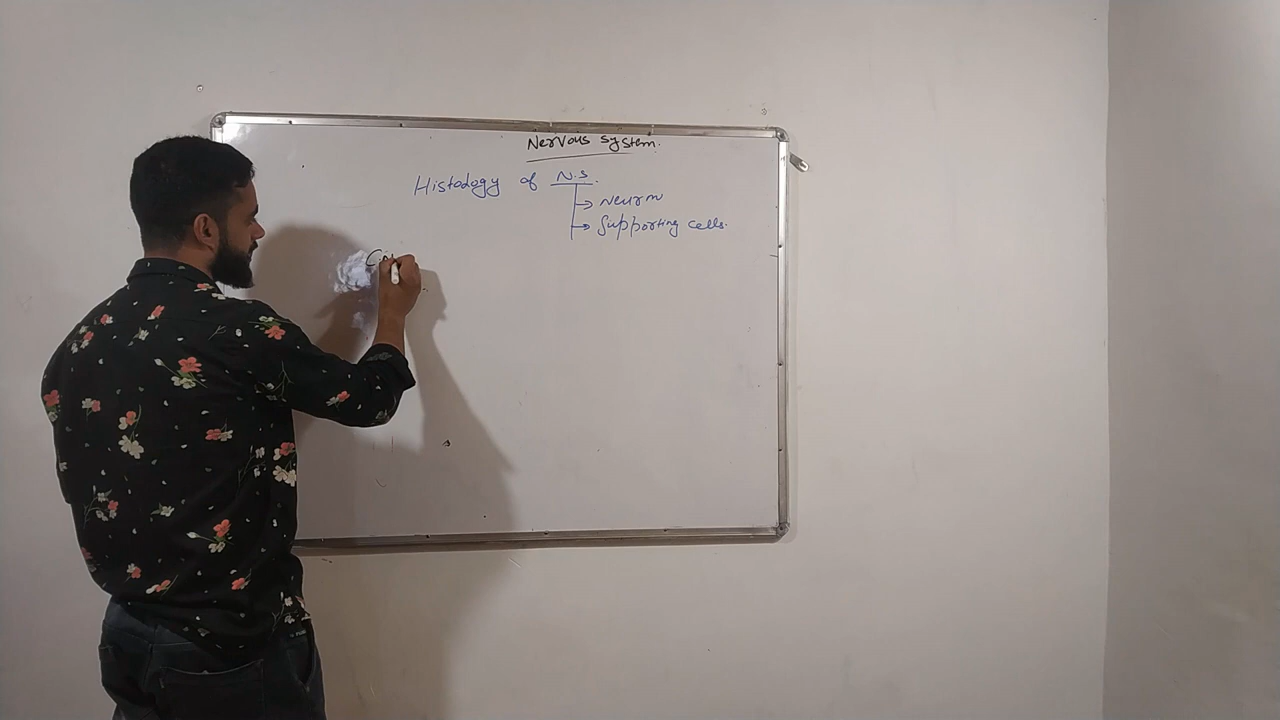 Nervous system.
Histology of N.S.
→ Neuron
→ Supporting cells.